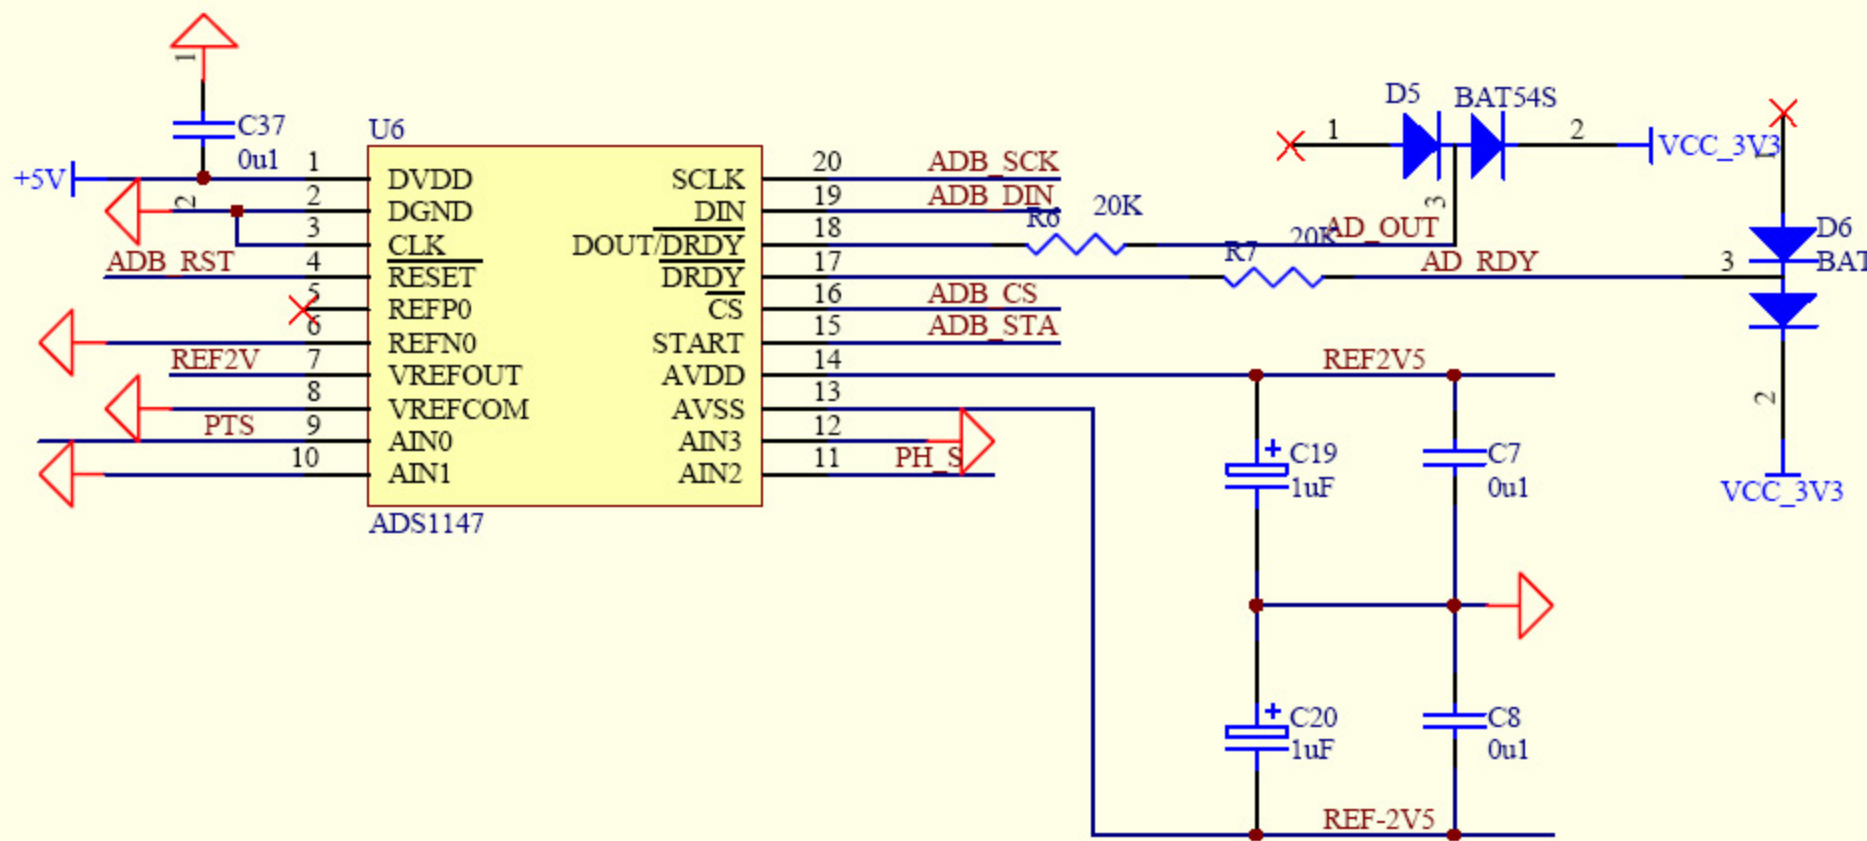 1
C37
0u1
+5V
2
U6
1 DVDD SCLK 20 ADB_SCK
2 DGND DIN 19 ADB_DIN
3 CLK DOUT/DRDY 18
ADB_RST 4 RESET DRDY 17
5 REFP0 CS 16 ADB_CS
6 REFN0 START 15 ADB_STA
REF2V 7 VREFOUT AVDD 14 REF2V5
8 VREFCOM AVSS 13
PTS 9 AIN0 AIN3 12
10 AIN1 AIN2 11 PH_S
ADS1147
R6 20K
R7 20K
AD_OUT
AD_RDY
D5 BAT54S
1 2 VCC_3V3
3
1
D6
BAT
3
2
VCC_3V3
C19
1uF
C7
0u1
C20
1uF
C8
0u1
REF-2V5